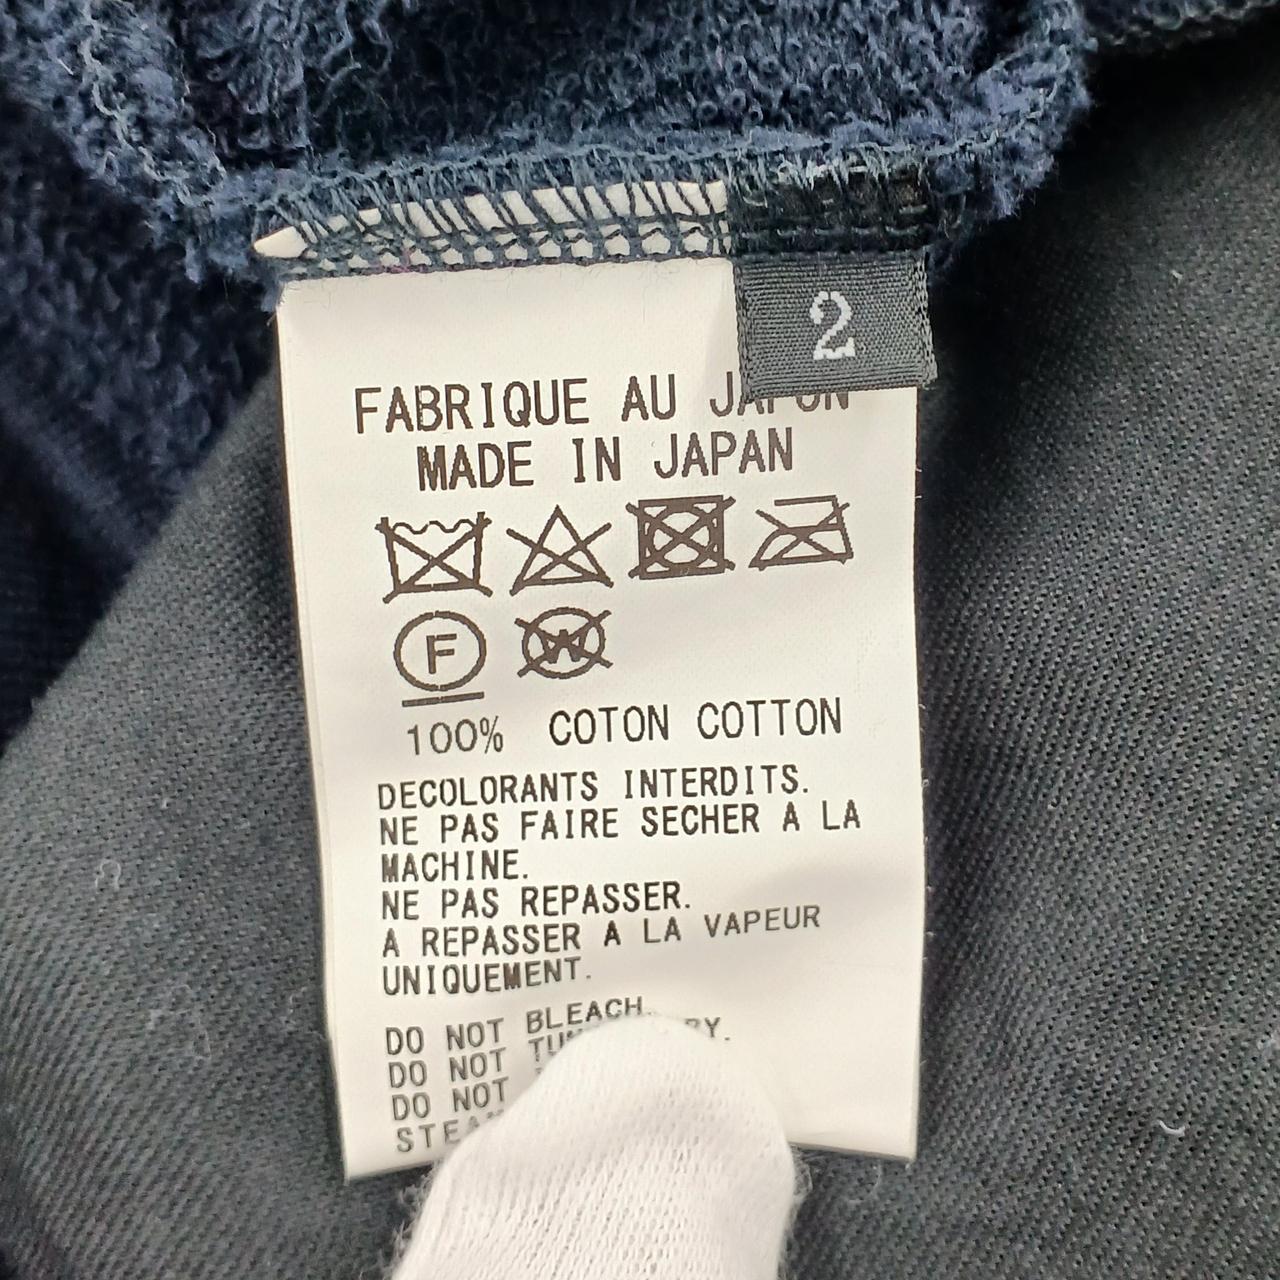 2
FABRIQUE AU JAPON
MADE IN JAPAN
F
W
100% COTON COTTON
DECOLORANTS INTERDITS.
NE PAS FAIRE SECHER A LA
MACHINE.
NE PAS REPASSER.
A REPASSER A LA VAPEUR
UNIQUEMENT.
DO NOT BLEACH.
DO NOT
DO NOT